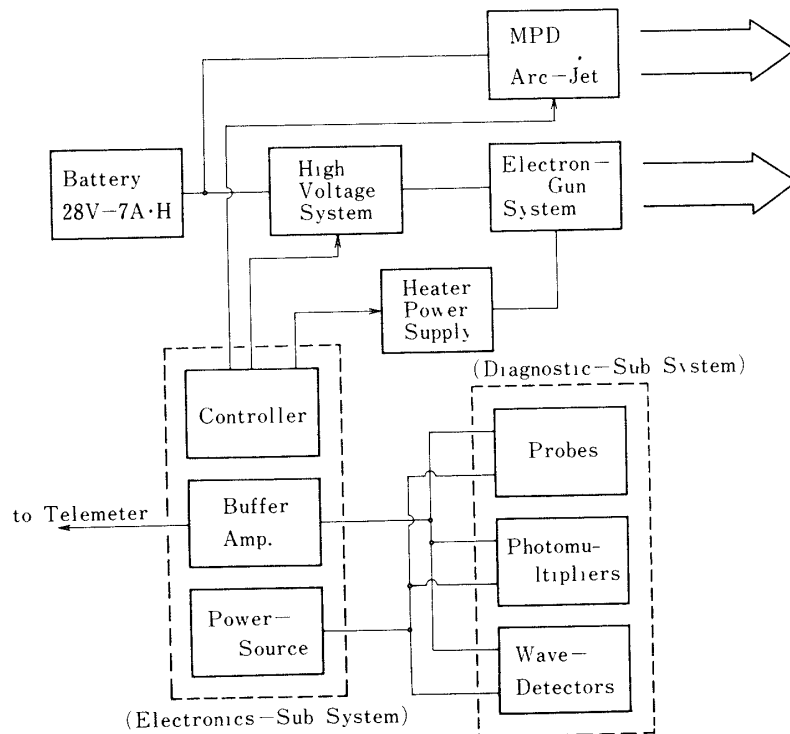 MPD
Arc-Jet
Battery
28V-7A·H
High
Voltage
System
Electron-
Gun
System
Heater
Power
Supply
(Diagnostic-Sub System)
Controller
Probes
to Telemeter
Buffer
Amp.
Photomu-
ltipliers
Power-
Source
Wave-
Detectors
(Electronics-Sub System)